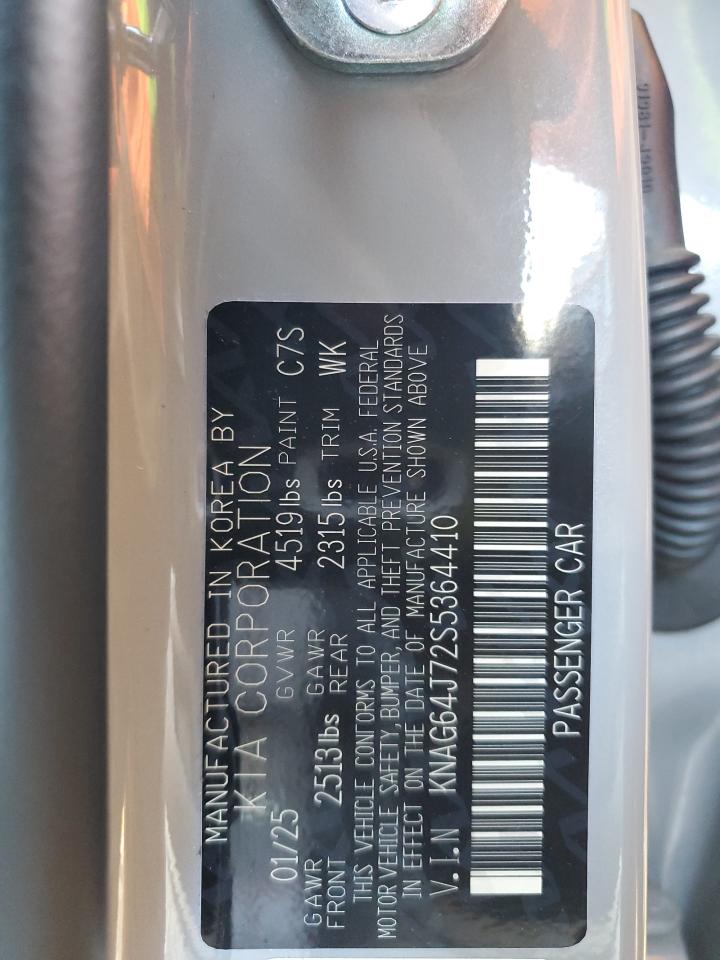 MANUFACTURED IN KOREA BY
KIA CORPORATION
01/25 GVWR 4519lbs PAINT C7S
GAWR FRONT 2513lbs GAWR REAR 2315lbs TRIM WK
THIS VEHICLE CONFORMS TO ALL APPLICABLE U.S.A. FEDERAL
MOTOR VEHICLE SAFETY, BUMPER, AND THEFT PREVENTION STANDARDS
IN EFFECT ON THE DATE OF MANUFACTURE SHOWN ABOVE
V.I.N KNAG64J72S5364410
PASSENGER CAR